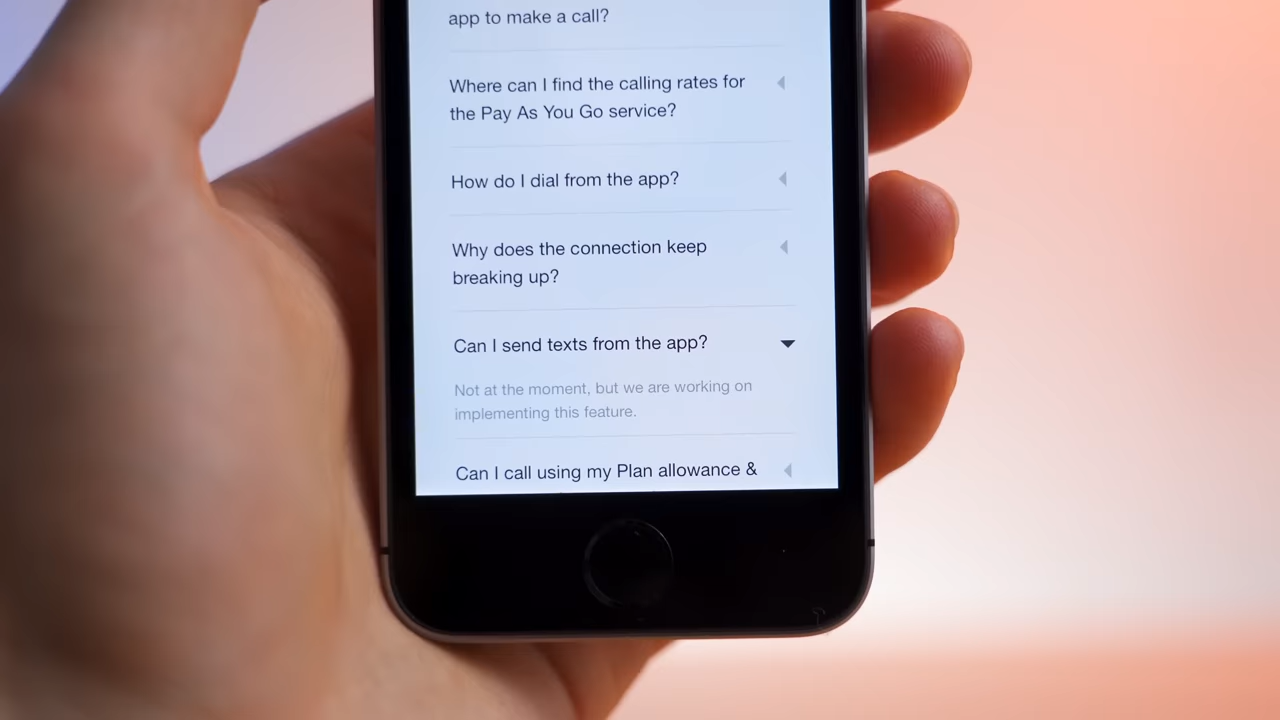 app to make a call?
Where can I find the calling rates for
the Pay As You Go service?
How do I dial from the app?
Why does the connection keep
breaking up?
Can I send texts from the app?
Not at the moment, but we are working on
implementing this feature.
Can I call using my Plan allowance &